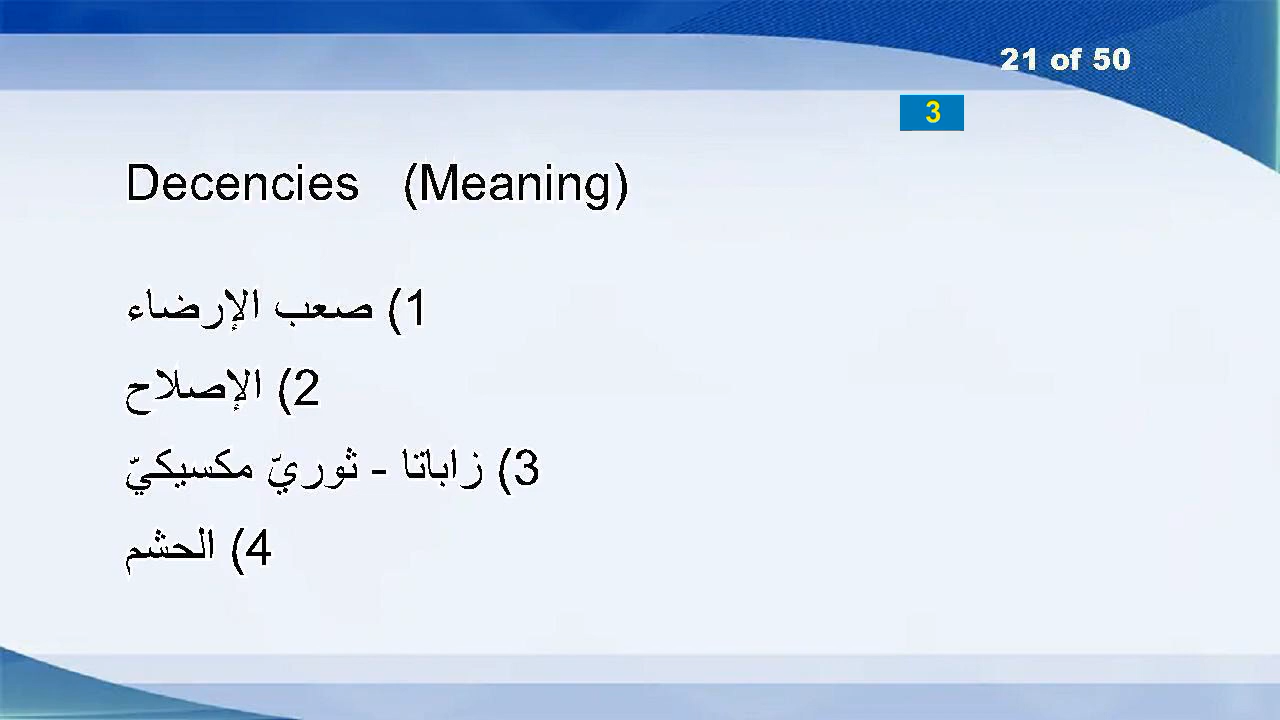 21 of 50
3
Decencies (Meaning)
1) صعب الإرضاء
2) الإصلاح
3) زاباتا - ثوريّ مكسيكيّ
4) الحشم